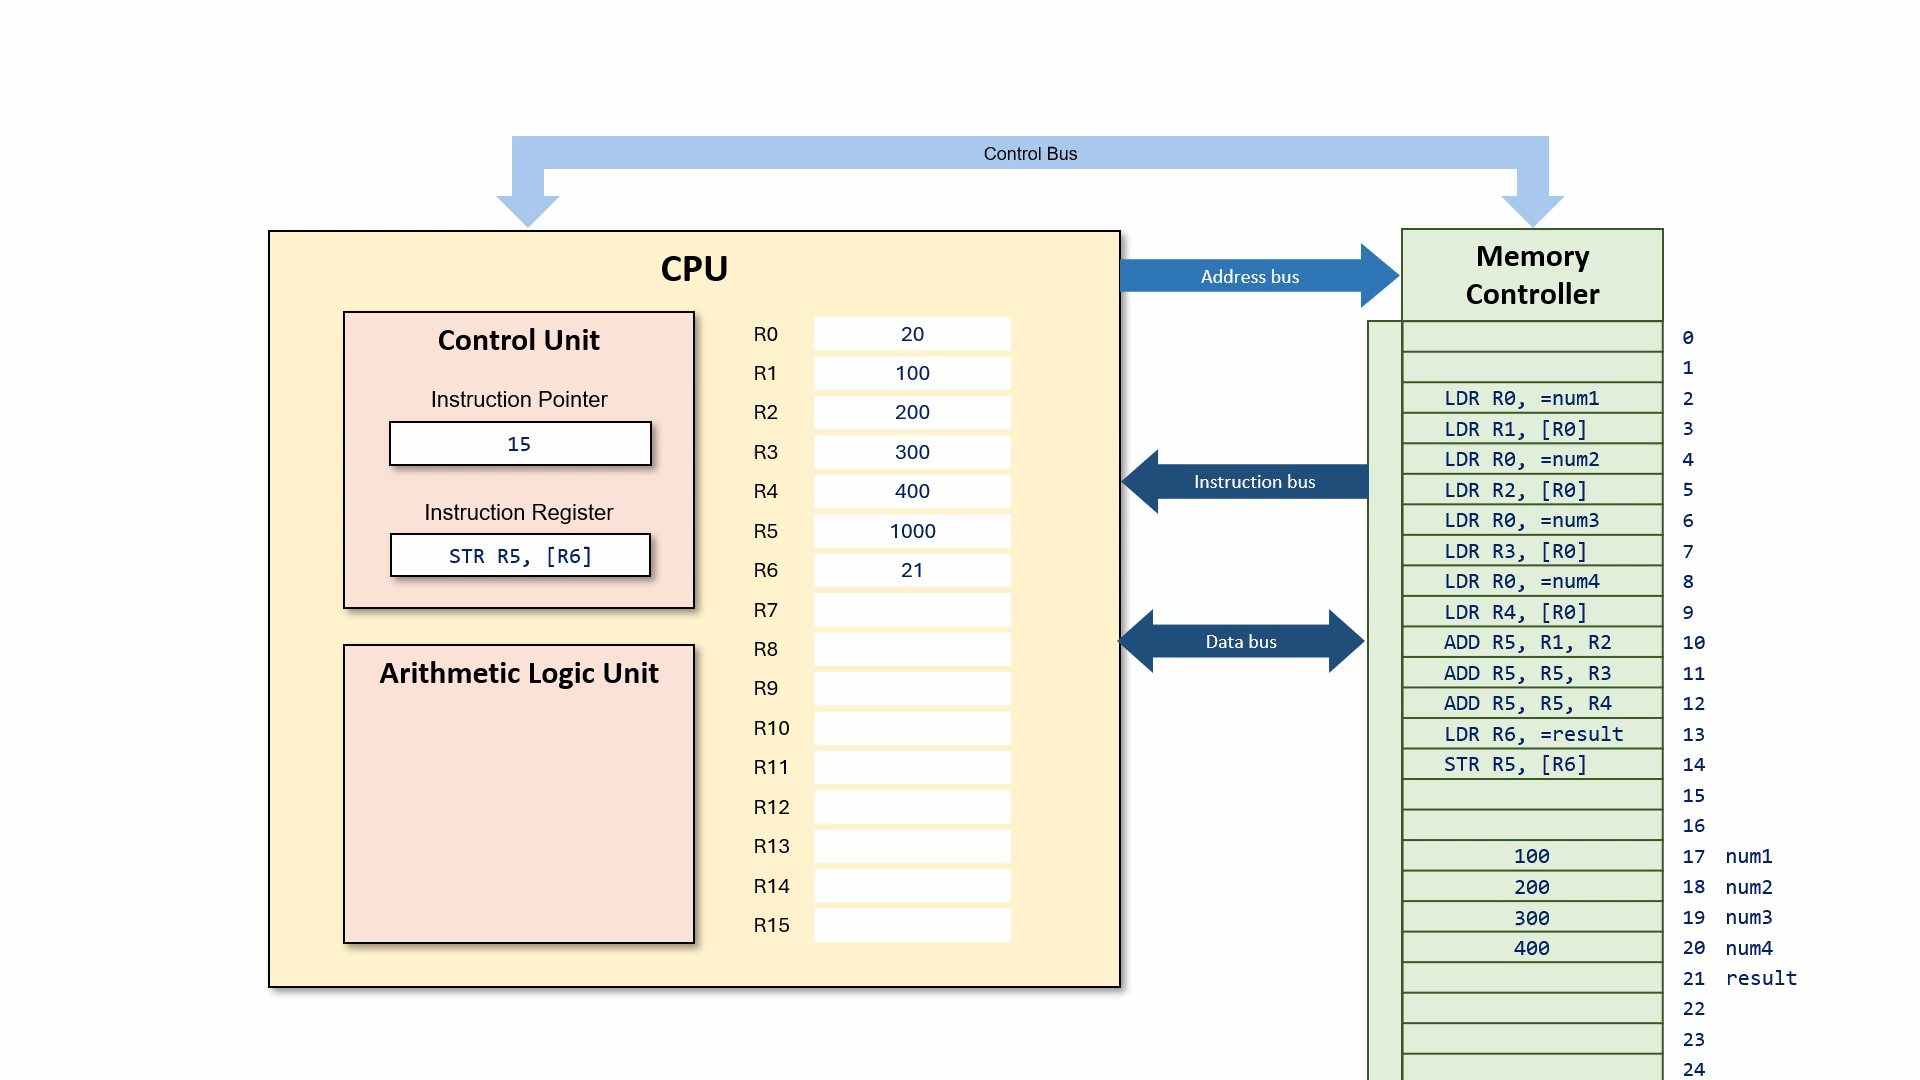 Control Bus
CPU
Control Unit
Instruction Pointer
15
Instruction Register
STR R5, [R6]
Arithmetic Logic Unit
R0 20
R1 100
R2 200
R3 300
R4 400
R5 1000
R6 21
R7
R8
R9
R10
R11
R12
R13
R14
R15
Address bus
Instruction bus
Data bus
Memory
Controller
0
1
LDR R0, =num1 2
LDR R1, [R0] 3
LDR R0, =num2 4
LDR R2, [R0] 5
LDR R0, =num3 6
LDR R3, [R0] 7
LDR R0, =num4 8
LDR R4, [R0] 9
ADD R5, R1, R2 10
ADD R5, R5, R3 11
ADD R5, R5, R4 12
LDR R6, =result 13
STR R5, [R6] 14
15
16
100 17 num1
200 18 num2
300 19 num3
400 20 num4
21 result
22
23
24